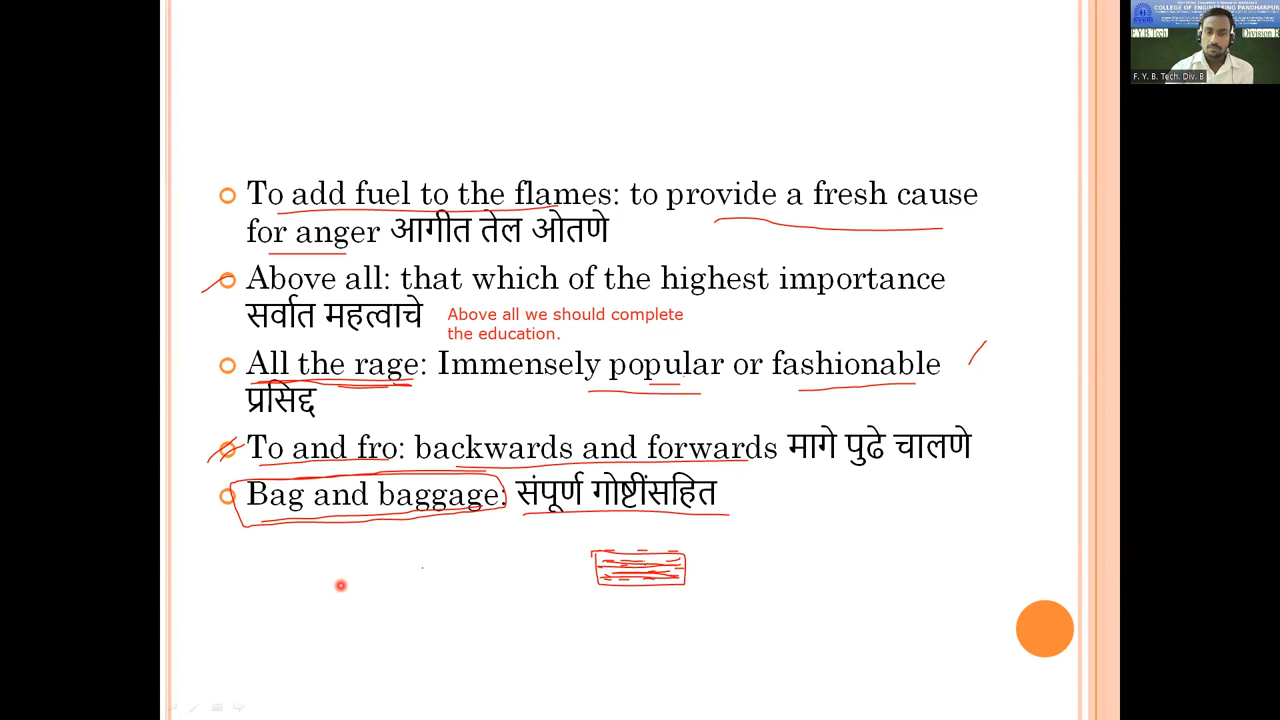 COLLEGE OF ENGINEERING PANDHARPUR
F.Y.B.Tech Division B
F. Y. B. Tech. Div. B
To add fuel to the flames: to provide a fresh cause
for anger आगीत तेल ओतणे
Above all: that which of the highest importance
सर्वात महत्वाचे
Above all we should complete
the education.
All the rage: Immensely popular or fashionable
प्रसिद्द
To and fro: backwards and forwards मागे पुढे चालणे
Bag and baggage: संपूर्ण गोष्टींसहित